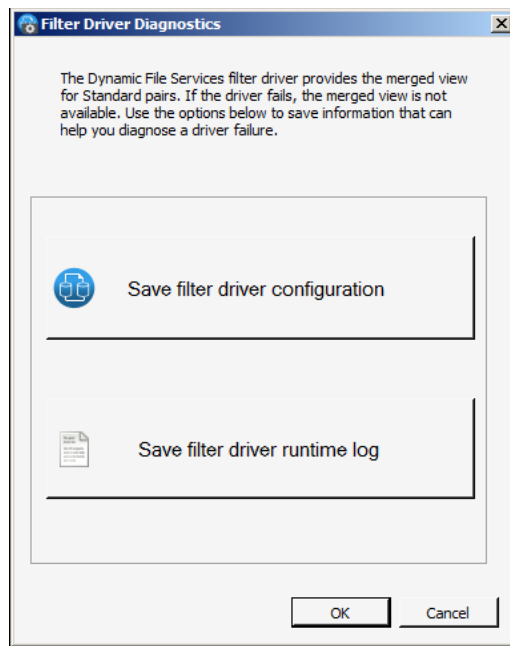 Filter Driver Diagnostics
The Dynamic File Services filter driver provides the merged view
for Standard pairs. If the driver fails, the merged view is not
available. Use the options below to save information that can
help you diagnose a driver failure.
Save filter driver configuration
Save filter driver runtime log
OK Cancel